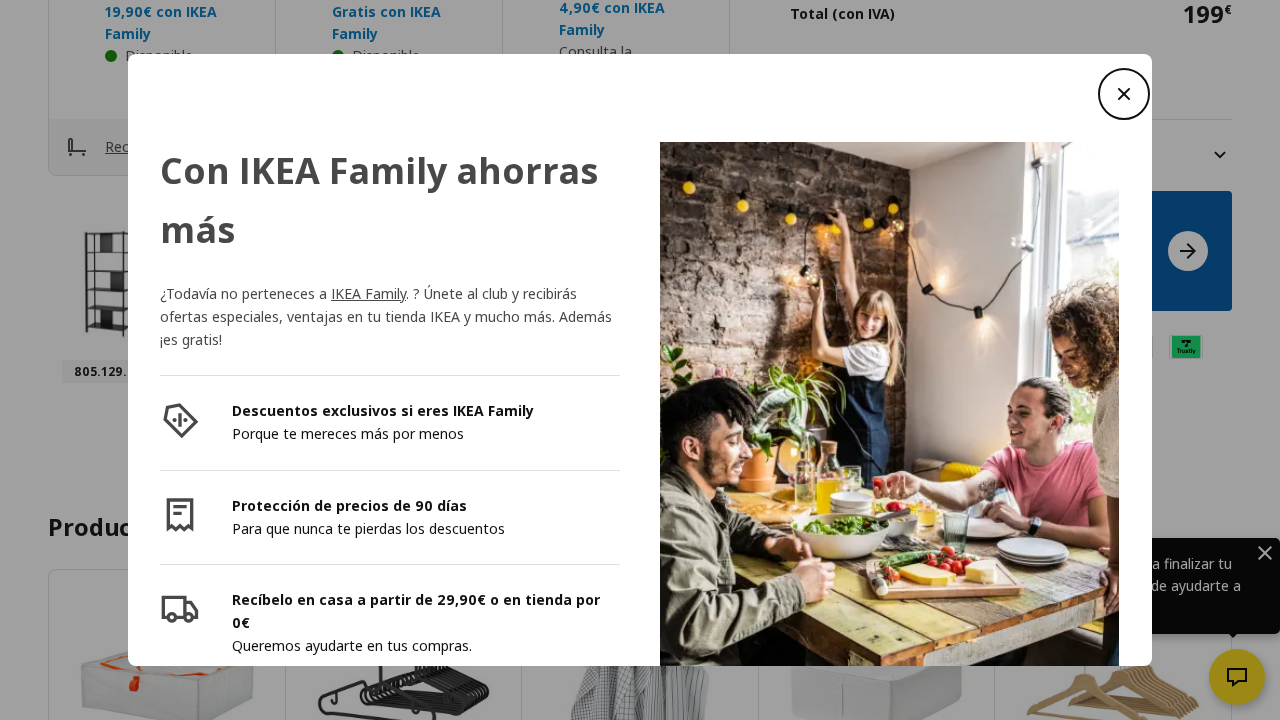 19,90€ con IKEA
Family
Disponible
Gratis con IKEA
Family
Disponible
4,90€ con IKEA
Family
Consulta la
Total (con IVA)
199€
Rec
805.129.
Trustly
Con IKEA Family ahorras
más
¿Todavía no perteneces a IKEA Family. ? Únete al club y recibirás
ofertas especiales, ventajas en tu tienda IKEA y mucho más. Además
¡es gratis!
Descuentos exclusivos si eres IKEA Family
Porque te mereces más por menos
Protección de precios de 90 días
Para que nunca te pierdas los descuentos
Recíbelo en casa a partir de 29,90€ o en tienda por
0€
Queremos ayudarte en tus compras.
Produc
a finalizar tu
de ayudarte a